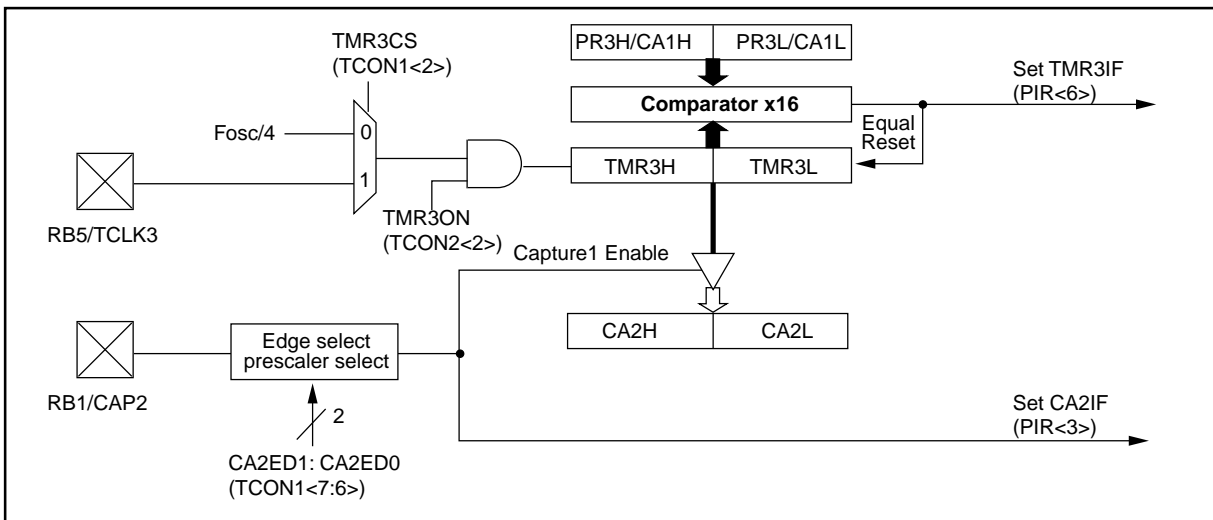 TMR3CS
(TCON1<2>)
PR3H/CA1H PR3L/CA1L
Set TMR3IF
(PIR<6>)
Comparator x16
Fosc/4
0
Equal
Reset
1
TMR3H TMR3L
RB5/TCLK3
TMR3ON
(TCON2<2>)
Capture1 Enable
CA2H CA2L
Edge select
prescaler select
RB1/CAP2
2
Set CA2IF
(PIR<3>)
CA2ED1: CA2ED0
(TCON1<7:6>)